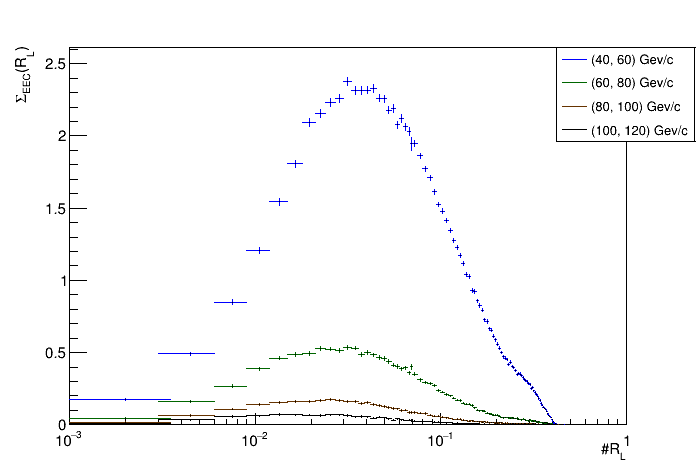 Σ_EEC(R_L)
2.5
2
1.5
1
0.5
0
10^−3
10^−2
10^−1
1
#R_L
(40, 60) Gev/c
(60, 80) Gev/c
(80, 100) Gev/c
(100, 120) Gev/c